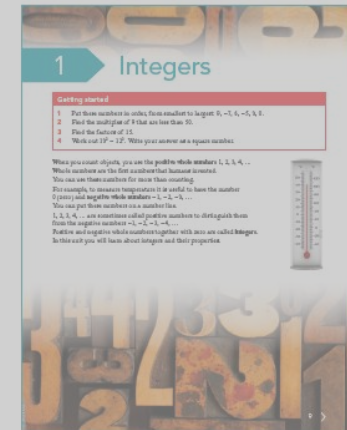 1 Integers
Getting started
1 Put these numbers in order, from smallest to largest: 9, −7, 6, −5, 3, 0.
2 Find the multiples of 9 that are less than 50.
3 Find the factors of 15.
4 Work out 13² − 12². Write your answer as a square number.
When you count objects, you use the positive whole numbers 1, 2, 3, 4, …
Whole numbers are the first numbers that humans invented.
You can use these numbers for more than counting.
For example, to measure temperature it is useful to have the number
0 (zero) and negative whole numbers −1, −2, −3, …
You can put these numbers on a number line.
1, 2, 3, 4, … are sometimes called positive numbers to distinguish them
from the negative numbers −1, −2, −3, −4, …
Positive and negative whole numbers together with zero are called integers.
In this unit you will learn about integers and their properties.
9